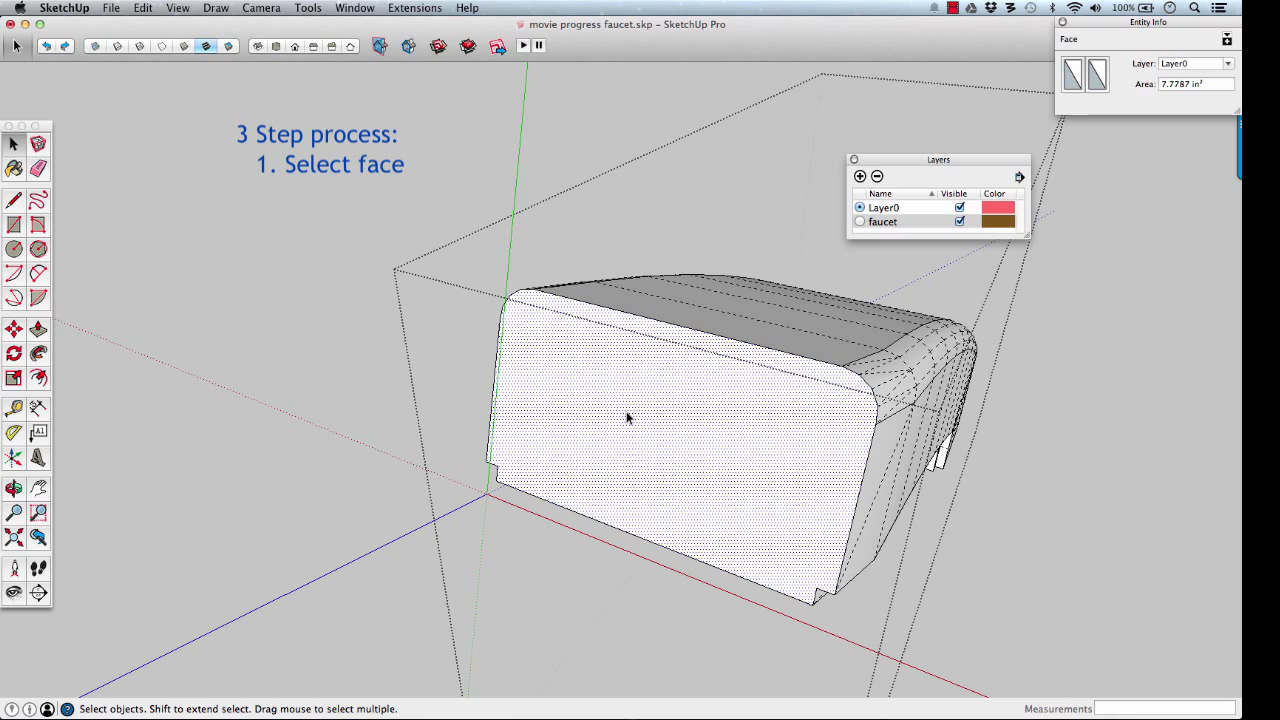 SketchUp File Edit View Draw Camera Tools Window Extensions Help
100%
movie progress faucet.skp – SketchUp Pro
Entity Info
Face
Layer: Layer0
Area: 7.7787 in²
3 Step process:
1. Select face
Layers
Name Visible Color
Layer0
faucet
A1
Select objects. Shift to extend select. Drag mouse to select multiple.
Measurements